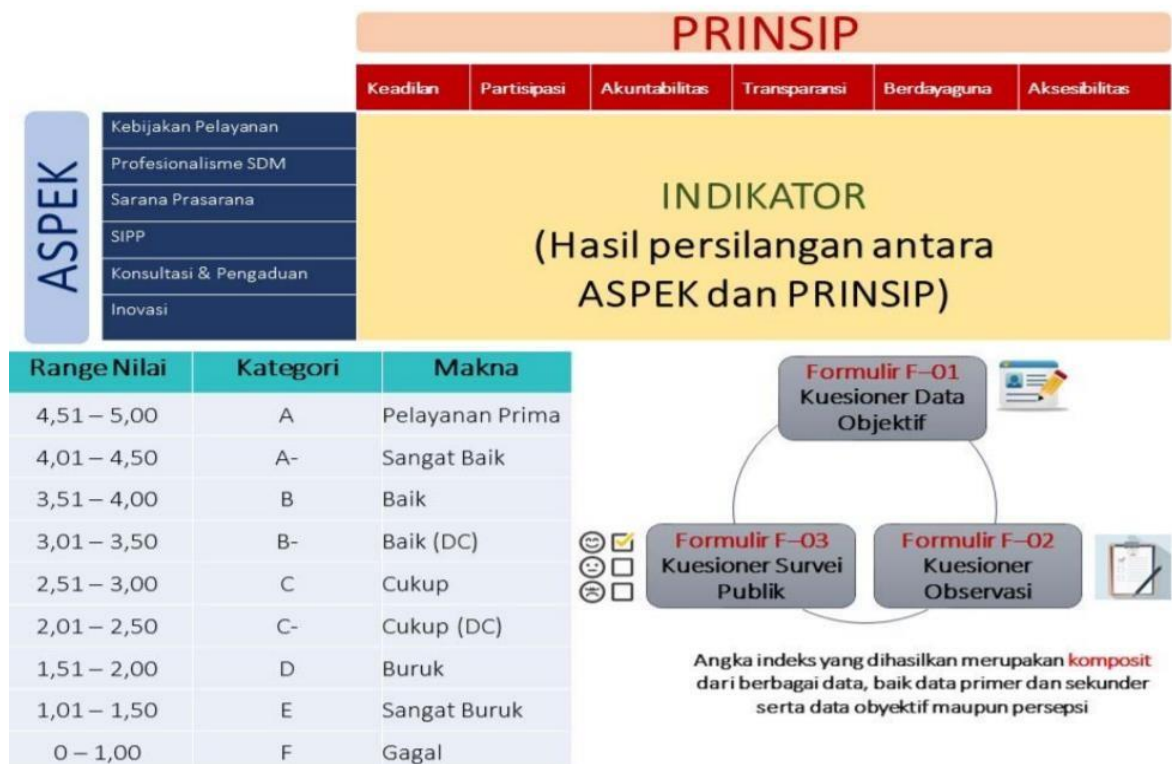 PRINSIP
Keadilan Partisipasi Akuntabilitas Transparansi Berdayaguna Aksesibilitas
ASPEK
Kebijakan Pelayanan
Profesionalisme SDM
Sarana Prasarana
SIPP
Konsultasi & Pengaduan
Inovasi
INDIKATOR
(Hasil persilangan antara
ASPEK dan PRINSIP)
Range Nilai Kategori Makna
4,51 – 5,00 A Pelayanan Prima
4,01 – 4,50 A- Sangat Baik
3,51 – 4,00 B Baik
3,01 – 3,50 B- Baik (DC)
2,51 – 3,00 C Cukup
2,01 – 2,50 C- Cukup (DC)
1,51 – 2,00 D Buruk
1,01 – 1,50 E Sangat Buruk
0 – 1,00 F Gagal
Formulir F–01
Kuesioner Data
Objektif
Formulir F–03
Kuesioner Survei
Publik
Formulir F–02
Kuesioner
Observasi
Angka indeks yang dihasilkan merupakan komposit
dari berbagai data, baik data primer dan sekunder
serta data obyektif maupun persepsi